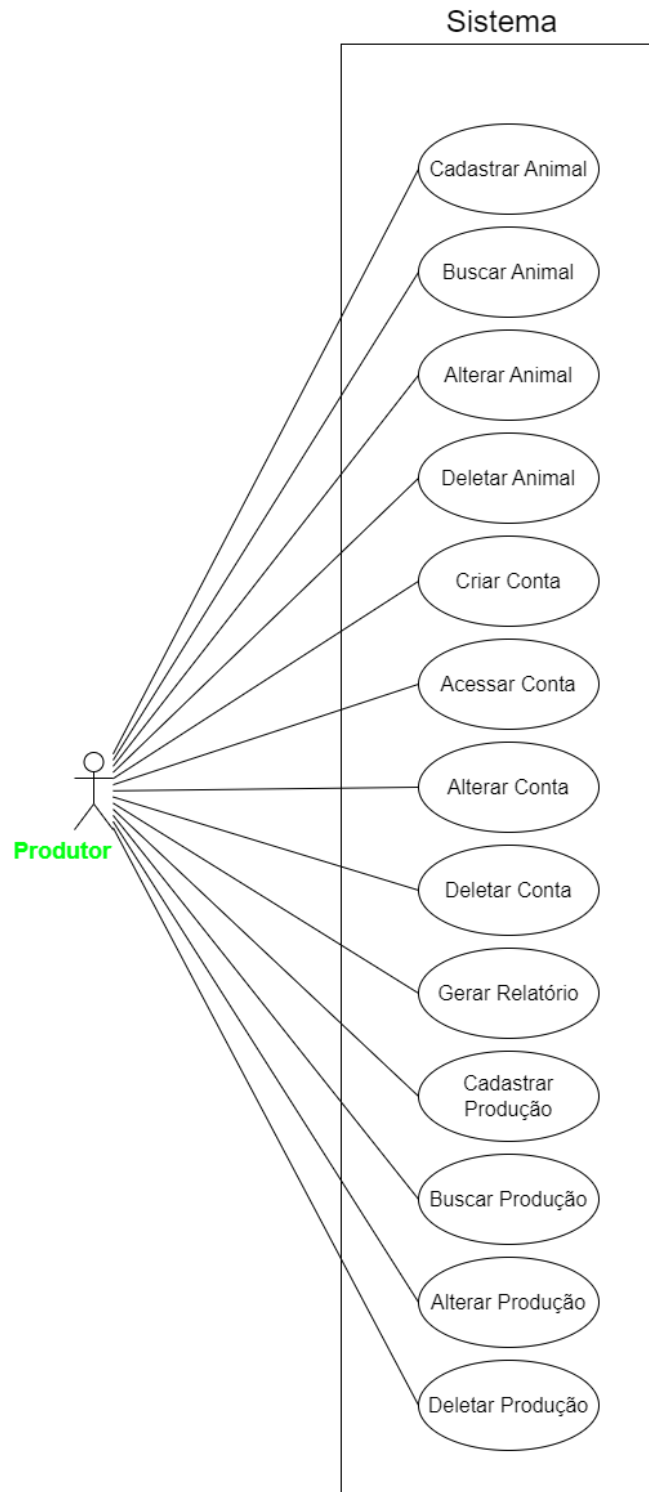 Sistema
Cadastrar Animal
Buscar Animal
Alterar Animal
Deletar Animal
Criar Conta
Acessar Conta
Alterar Conta
Produtor
Deletar Conta
Gerar Relatório
Cadastrar
Produção
Buscar Produção
Alterar Produção
Deletar Produção